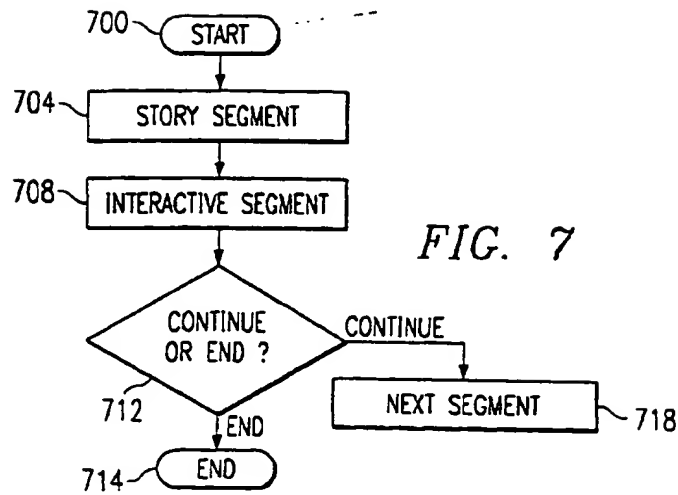 700
START
704
STORY SEGMENT
708
INTERACTIVE SEGMENT
FIG. 7
CONTINUE
OR END ?
CONTINUE
712
NEXT SEGMENT
718
END
714
END